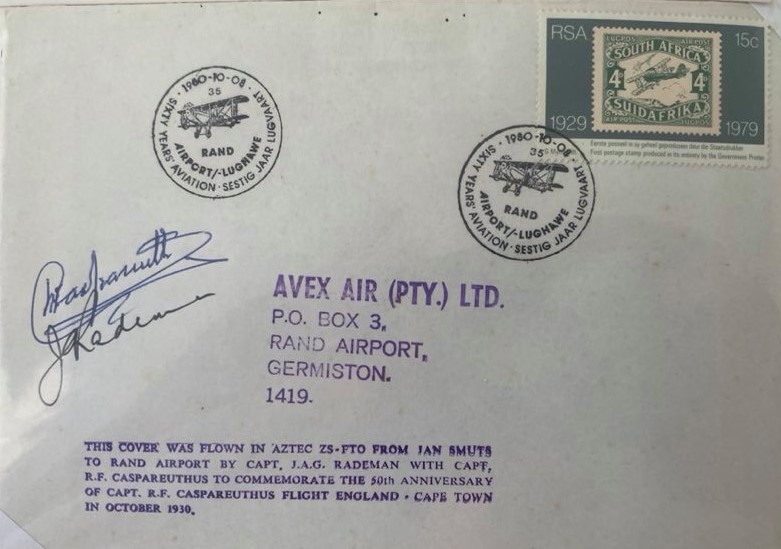 RSA 15c
LUGPOS AIRPOST
SOUTH AFRICA
4D 4D
SUIDAFRIKA
AIRPOST LUGPOS
1929 1979
Eerste posseël in sy geheel geproduseer deur die Staatsdrukker
First postage stamp produced in its entirety by the Government Printer
· 1980-10-08 ·
35
RAND
AIRPORT/-LUGHAWE
SIXTY YEARS' AVIATION · SESTIG JAAR LUGVAART
· 1980-10-08 ·
35
RAND
AIRPORT/-LUGHAWE
SIXTY YEARS' AVIATION · SESTIG JAAR LUGVAART
JRademan
AVEX AIR (PTY.) LTD.
P.O. BOX 3,
RAND AIRPORT,
GERMISTON.
1419.
THIS COVER WAS FLOWN IN AZTEC ZS-FTO FROM JAN SMUTS
TO RAND AIRPORT BY CAPT. J.A.G. RADEMAN WITH CAPT,
R.F. CASPAREUTHUS TO COMMEMORATE THE 50th ANNIVERSARY
OF CAPT. R.F. CASPAREUTHUS FLIGHT ENGLAND - CAPE TOWN
IN OCTOBER 1930.